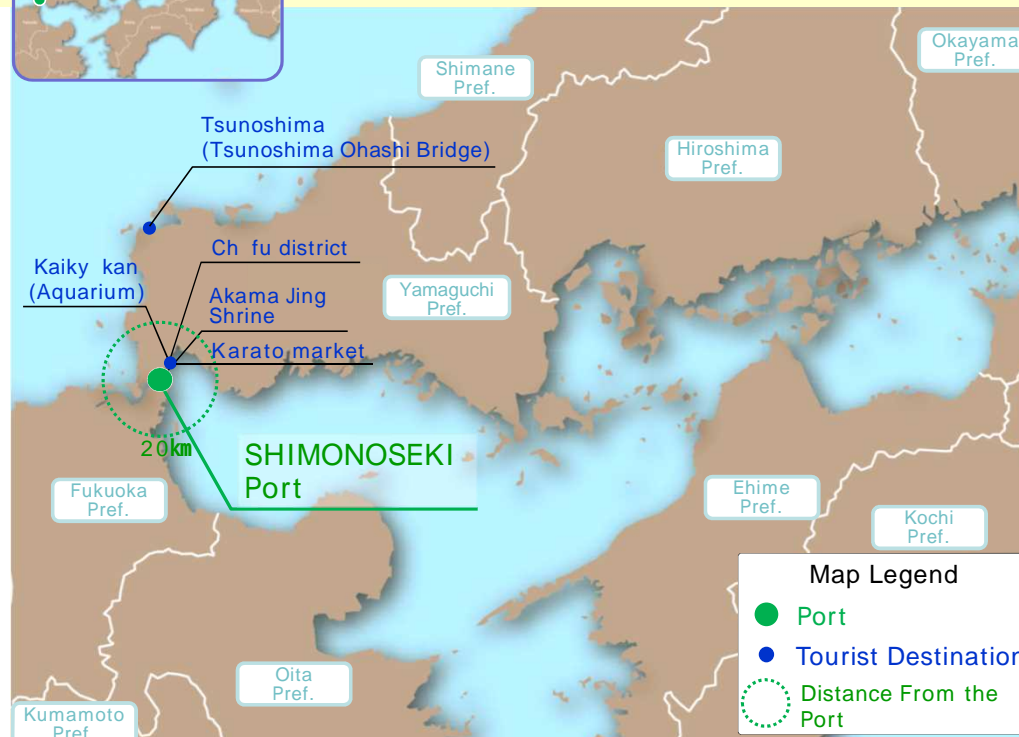 Shimane
Pref.
Okayama
Pref.
Hiroshima
Pref.
Tsunoshima
(Tsunoshima Ohashi Bridge)
Ch fu district
Kaiky kan
(Aquarium)
Akama Jing
Shrine
Karato market
Yamaguchi
Pref.
20km
SHIMONOSEKI
Port
Fukuoka
Pref.
Ehime
Pref.
Kochi
Pref.
Oita
Pref.
Kumamoto
Pref.
Map Legend
Port
Tourist Destination
Distance From the
Port